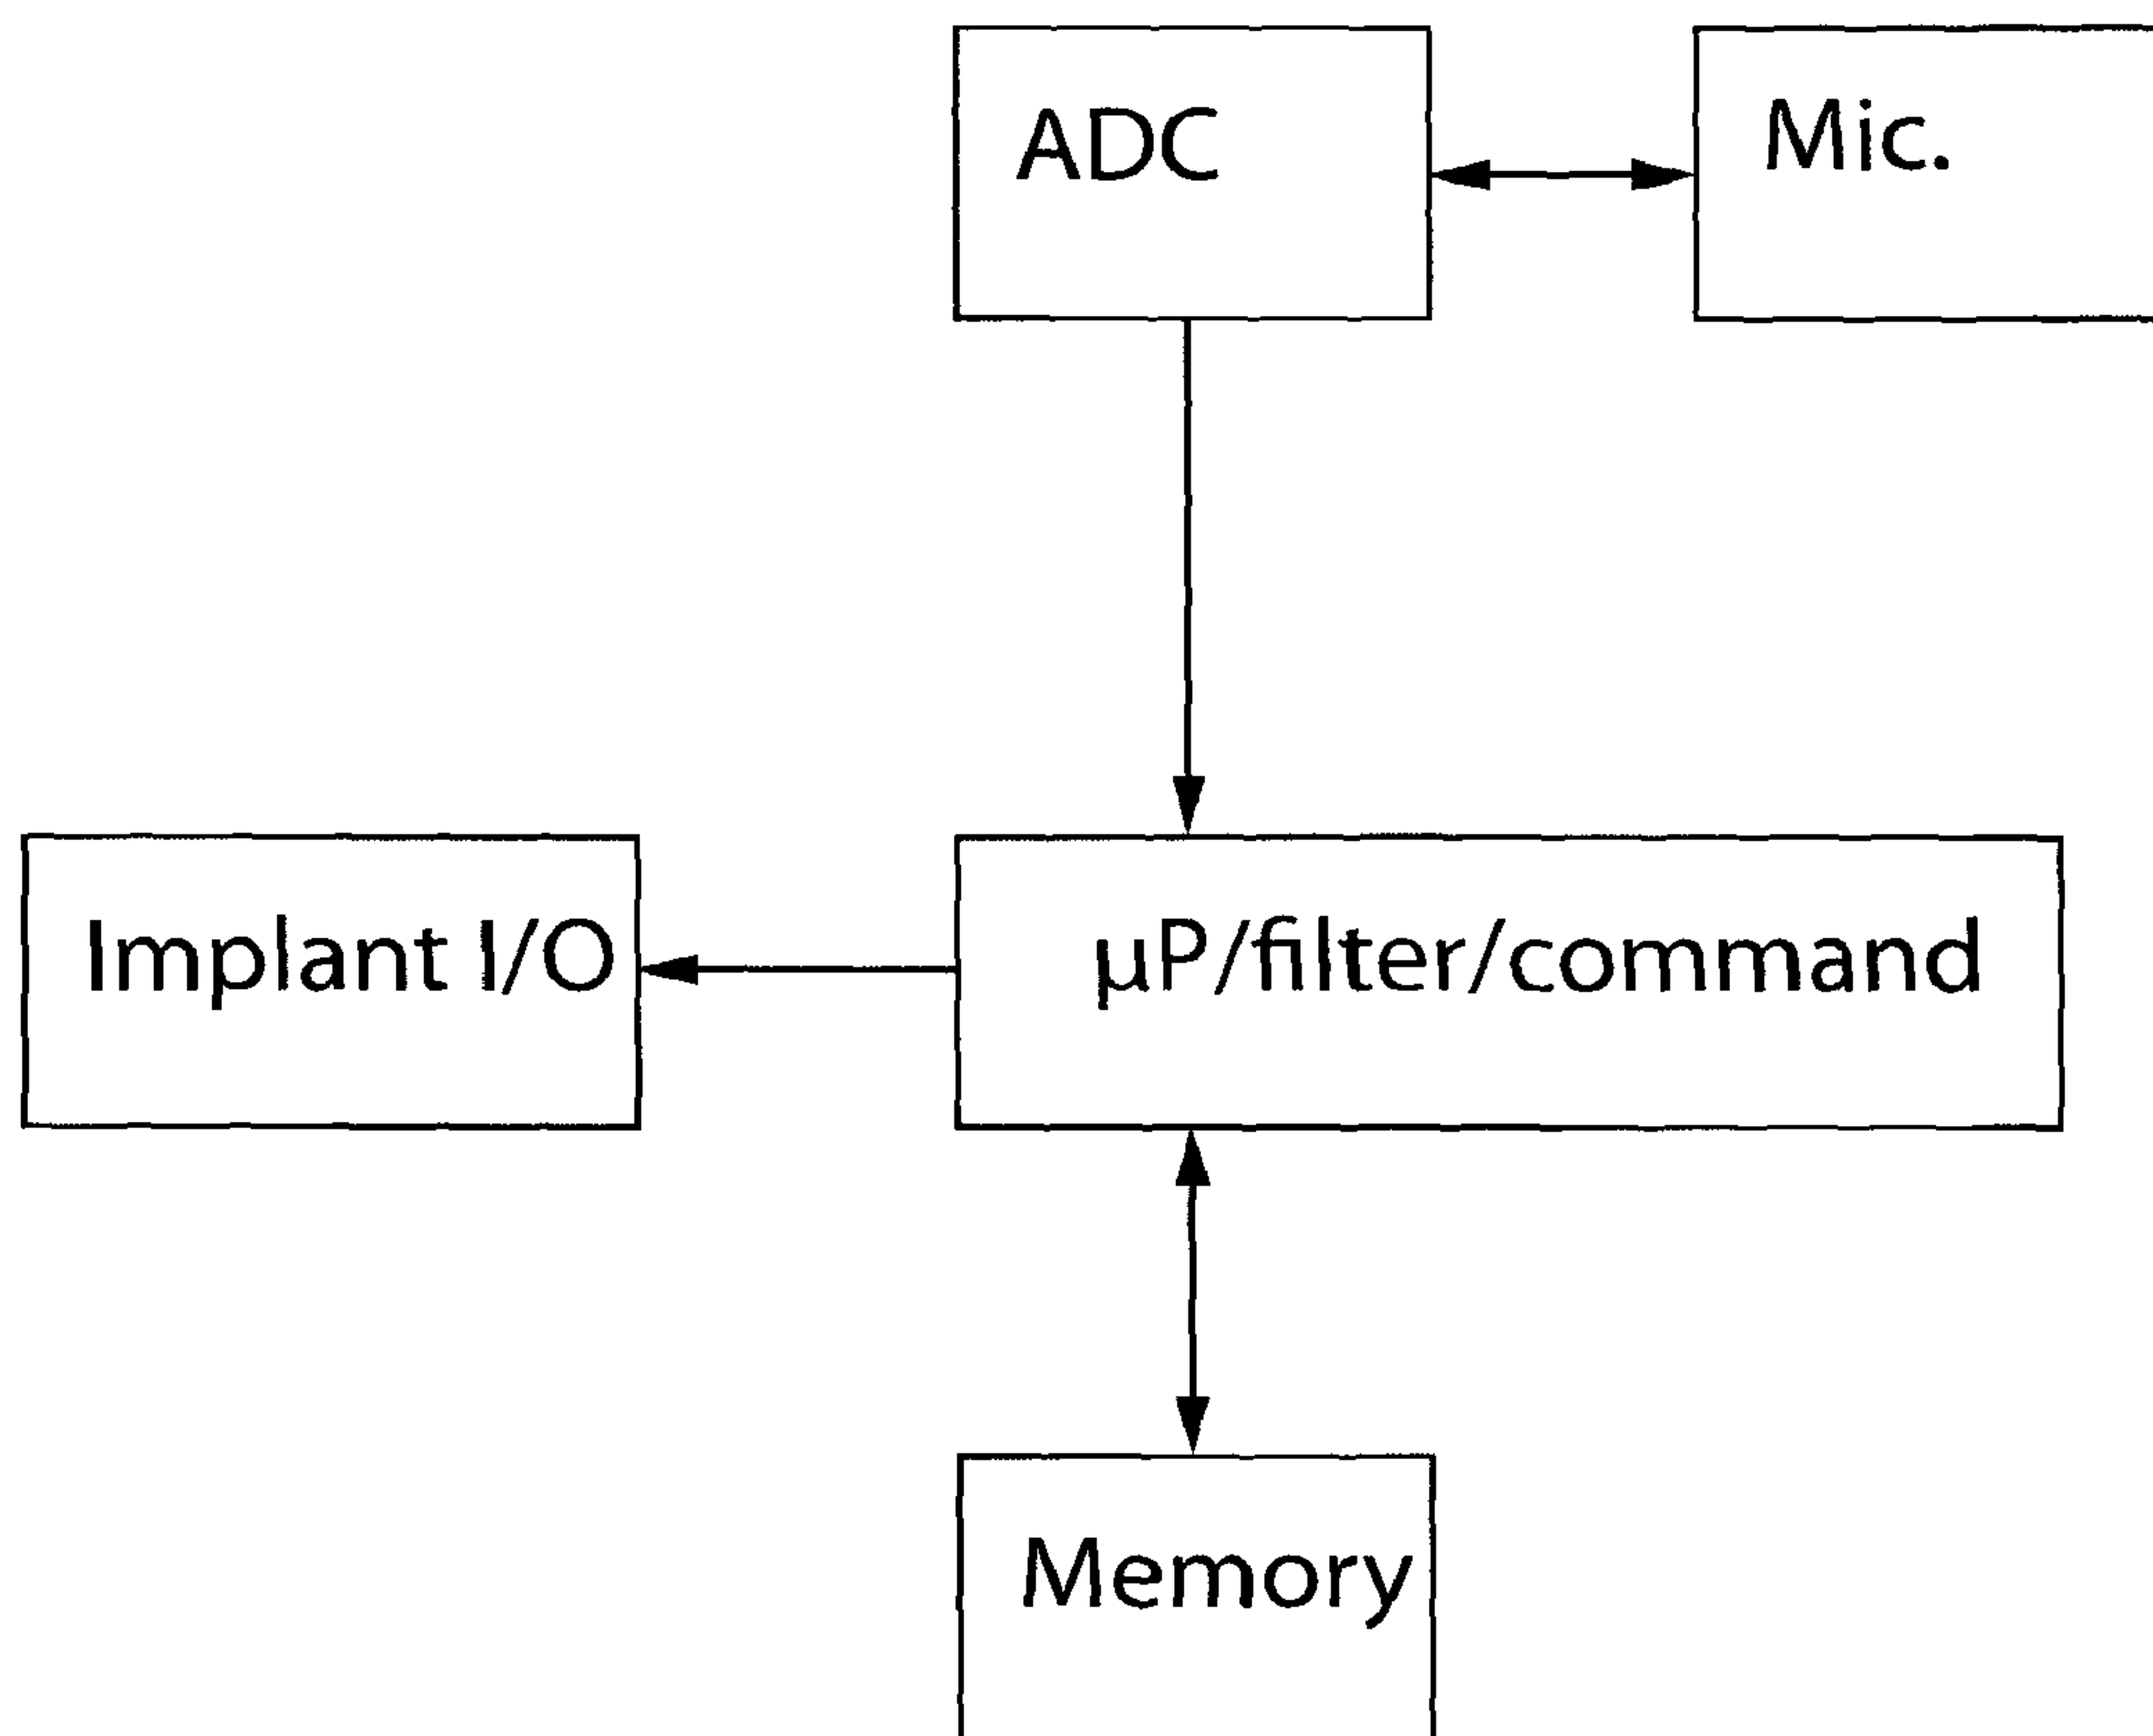 ADC
Mic.
Implant I/O
µP/filter/command
Memory